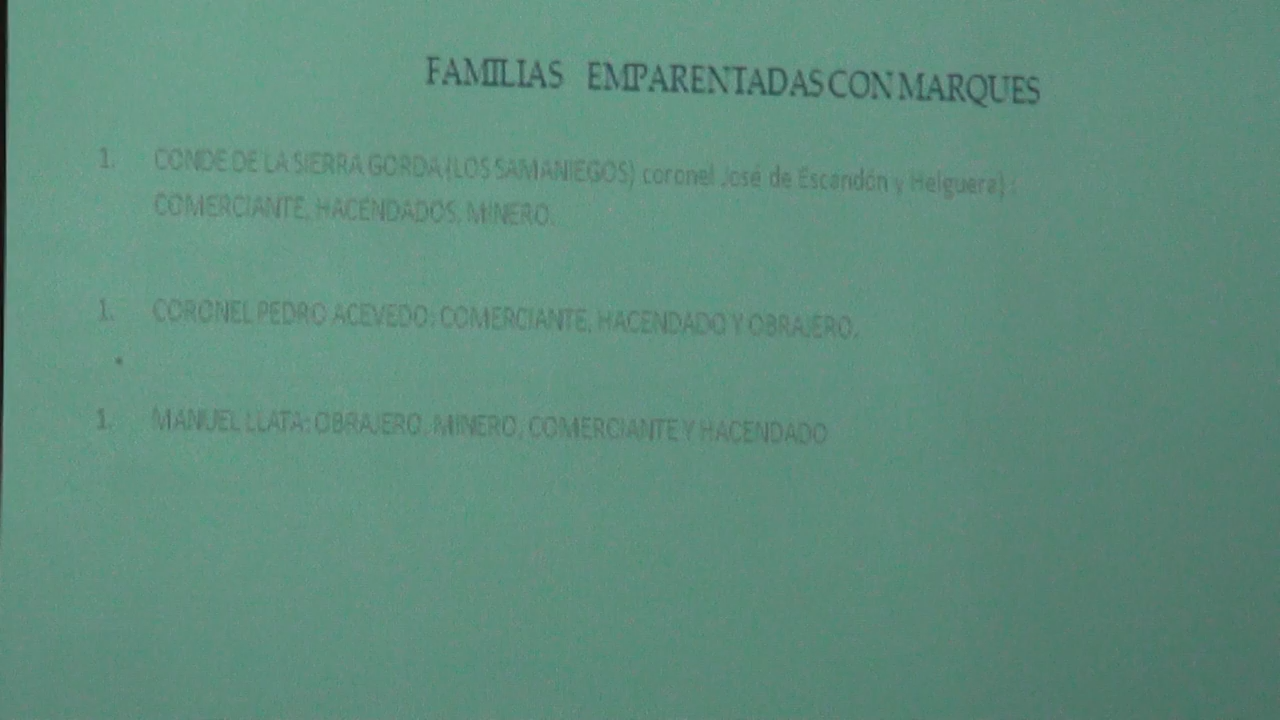 FAMILIAS EMPARENTADAS CON MARQUES
1. CONDE DE LA SIERRA GORDA (LOS SAMANIEGOS) coronel José de Escandón y Helguera) :
COMERCIANTE, HACENDADOS, MINERO.
1. CORONEL PEDRO ACEVEDO: COMERCIANTE, HACENDADO Y OBRAJERO.
•
1. MANUEL LLATA: OBRAJERO, MINERO, COMERCIANTE Y HACENDADO